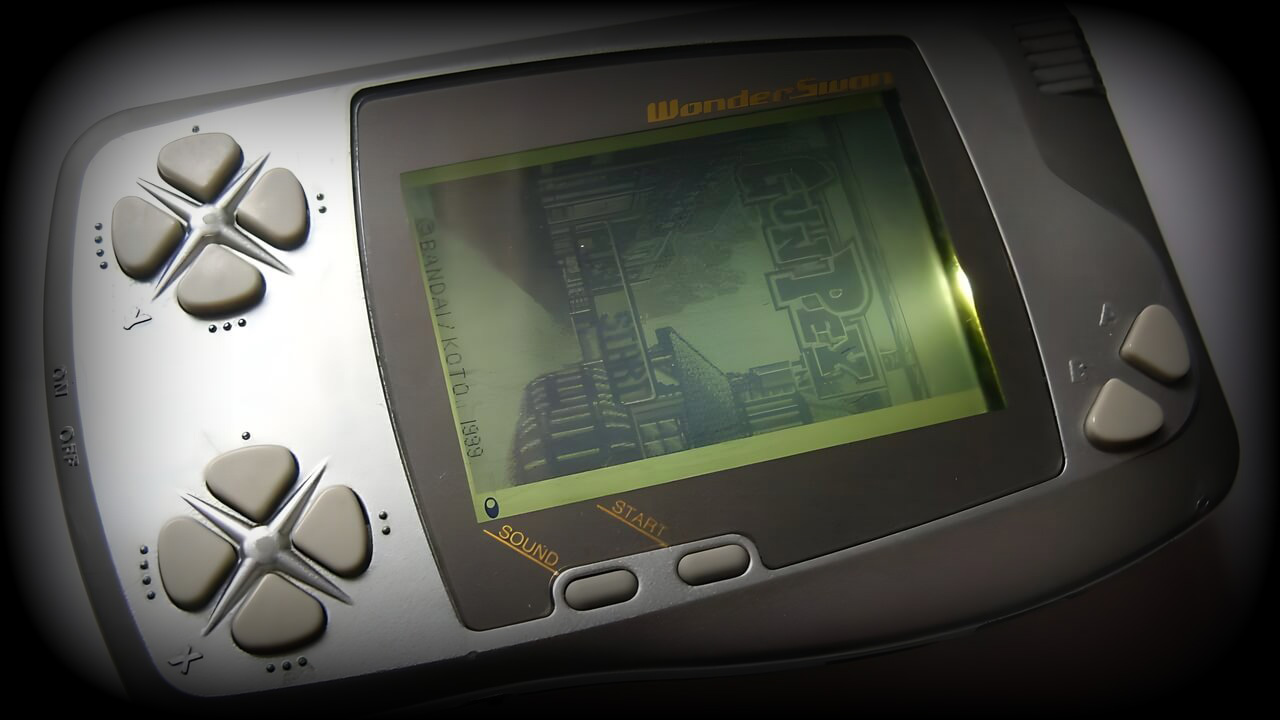 WonderSwan
GUNPEY
START
©BANDAI/KOTO 1999
SOUND
START
Y
X
A
B
ON OFF